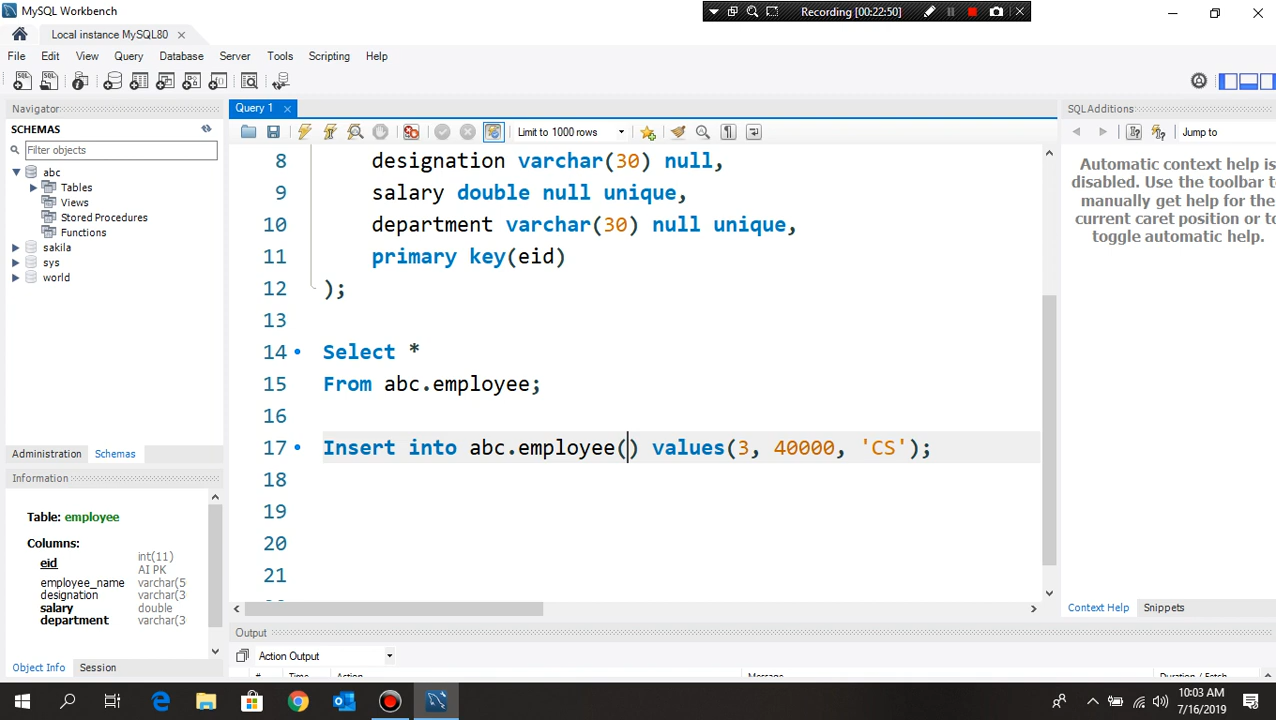 MySQL Workbench
Recording [00:22:50]
Local instance MySQL80
File Edit View Query Database Server Tools Scripting Help
Navigator
SCHEMAS
Filter objects
abc
Tables
Views
Stored Procedures
Functions
sakila
sys
world
Administration Schemas
Information
Table: employee
Columns:
eid int(11)
AI PK
employee_name varchar(5
designation varchar(3
salary double
department varchar(3
Object Info Session
Query 1
Limit to 1000 rows
8 designation varchar(30) null,
9 salary double null unique,
10 department varchar(30) null unique,
11 primary key(eid)
12 );
13
14 Select *
15 From abc.employee;
16
17 Insert into abc.employee() values(3, 40000, 'CS');
18
19
20
21
Output
Action Output
# Time Action Message Duration / Fetch
SQLAdditions
Jump to
Automatic context help is
disabled. Use the toolbar t
manually get help for the
current caret position or to
toggle automatic help.
Context Help Snippets
10:03 AM
7/16/2019